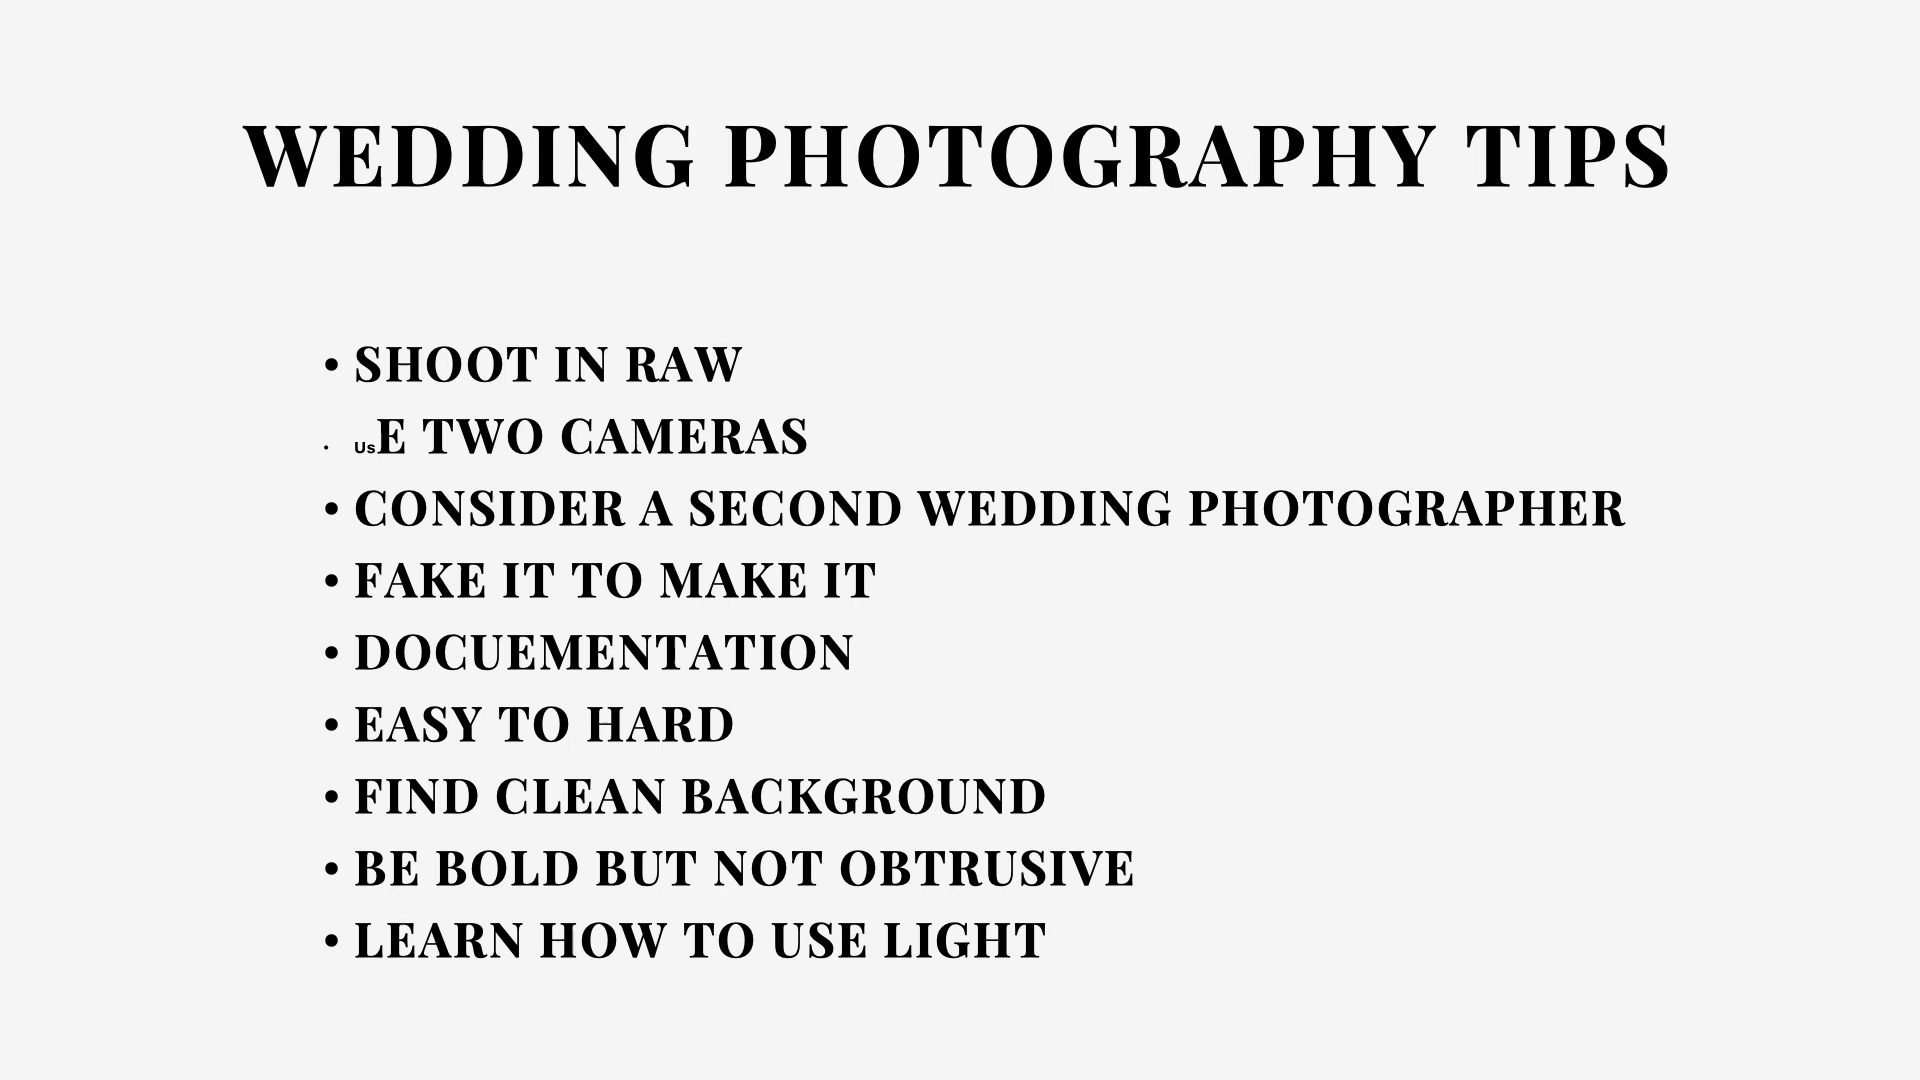 WEDDING PHOTOGRAPHY TIPS
• SHOOT IN RAW
• UsE TWO CAMERAS
• CONSIDER A SECOND WEDDING PHOTOGRAPHER
• FAKE IT TO MAKE IT
• DOCUEMENTATION
• EASY TO HARD
• FIND CLEAN BACKGROUND
• BE BOLD BUT NOT OBTRUSIVE
• LEARN HOW TO USE LIGHT